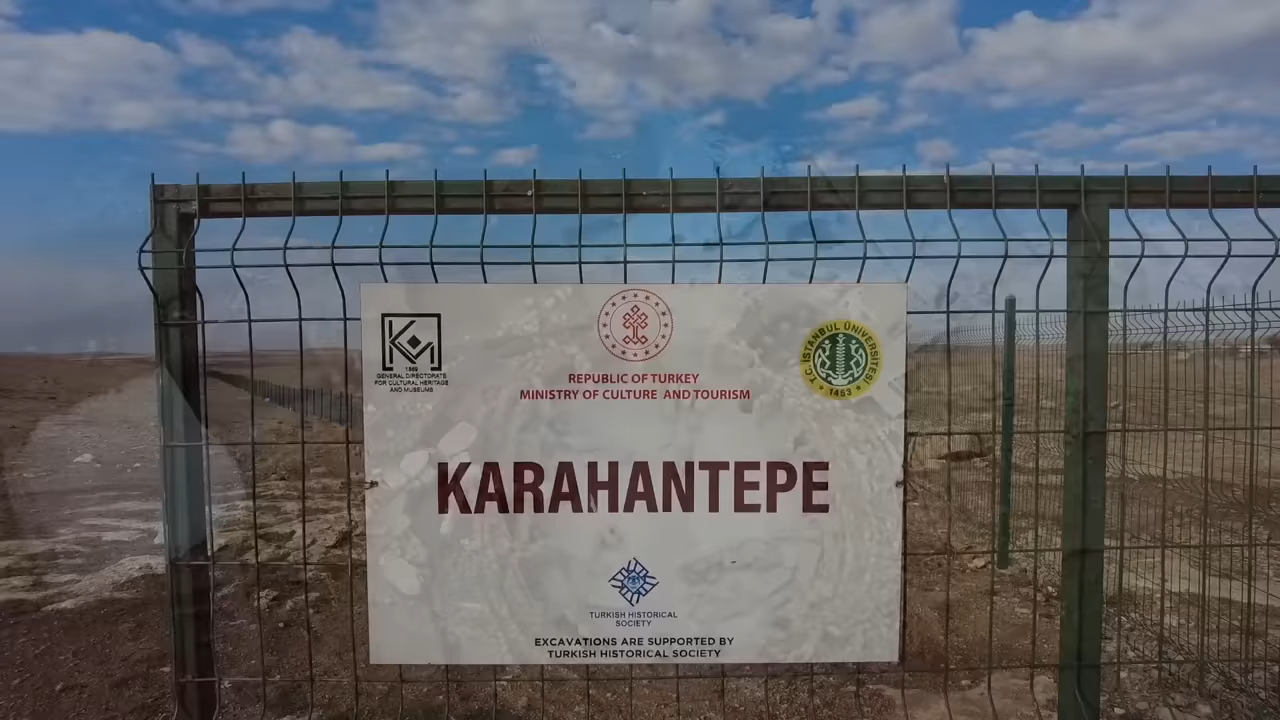 1869
GENERAL DIRECTORATE
FOR CULTURAL HERITAGE
AND MUSEUMS
REPUBLIC OF TURKEY
MINISTRY OF CULTURE AND TOURISM
T.C. İSTANBUL ÜNİVERSİTESİ
1453
KARAHANTEPE
TURKISH HISTORICAL
SOCIETY
EXCAVATIONS ARE SUPPORTED BY
TURKISH HISTORICAL SOCIETY